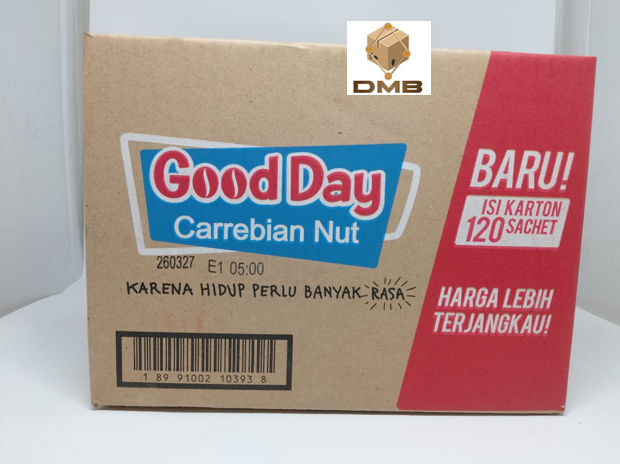 DMB
Good Day
Carrebian Nut
260327 E1 05:00
KARENA HIDUP PERLU BANYAK RASA
1 89 91002 10393 8
BARU!
ISI KARTON
120 SACHET
HARGA LEBIH
TERJANGKAU!